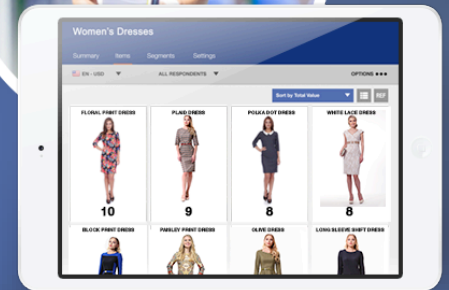 Women's Dresses
Summary Items Segments Settings
EN - USD ALL RESPONDENTS OPTIONS
Sort by Total Value REF
FLORAL PRINT DRESS PLAID DRESS POLKA DOT DRESS WHITE LACE DRESS
10 9 8 8
BLOCK PRINT DRESS PAISLEY PRINT DRESS OLIVE DRESS LONG SLEEVE SHIFT DRESS